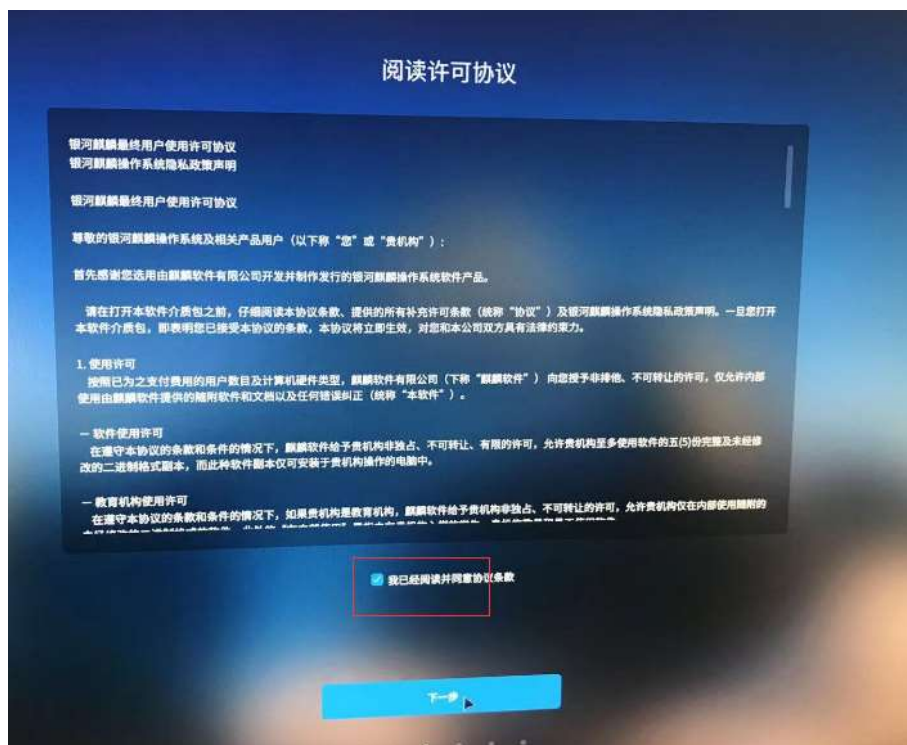 阅读许可协议
银河麒麟最终用户使用许可协议
银河麒麟操作系统隐私政策声明
银河麒麟最终用户使用许可协议
尊敬的银河麒麟操作系统及相关产品用户（以下称“您”或“贵机构”）：
首先感谢您选用由麒麟软件有限公司开发并制作发行的银河麒麟操作系统软件产品。
请在打开本软件介质包之前，仔细阅读本协议条款、提供的所有补充许可条款（统称“协议”）及银河麒麟操作系统隐私政策声明。一旦您打开
本软件介质包，即表明您已接受本协议的条款，本协议将立即生效，对您和本公司双方具有法律约束力。
1. 使用许可
按照已为之支付费用的用户数目及计算机硬件类型，麒麟软件有限公司（下称“麒麟软件”）向您授予非排他、不可转让的许可，仅允许内部
使用由麒麟软件提供的随附软件和文档以及任何错误纠正（统称“本软件”）。
— 软件使用许可
在遵守本协议的条款和条件的情况下，麒麟软件给予贵机构非独占、不可转让、有限的许可，允许贵机构至多使用软件的五(5)份完整及未经修
改的二进制格式副本，而此种软件副本仅可安装于贵机构操作的电脑中。
— 教育机构使用许可
在遵守本协议的条款和条件的情况下，如果贵机构是教育机构，麒麟软件给予贵机构非独占、不可转让的许可，允许贵机构仅在内部使用随附的
我已经阅读并同意协议条款
下一步